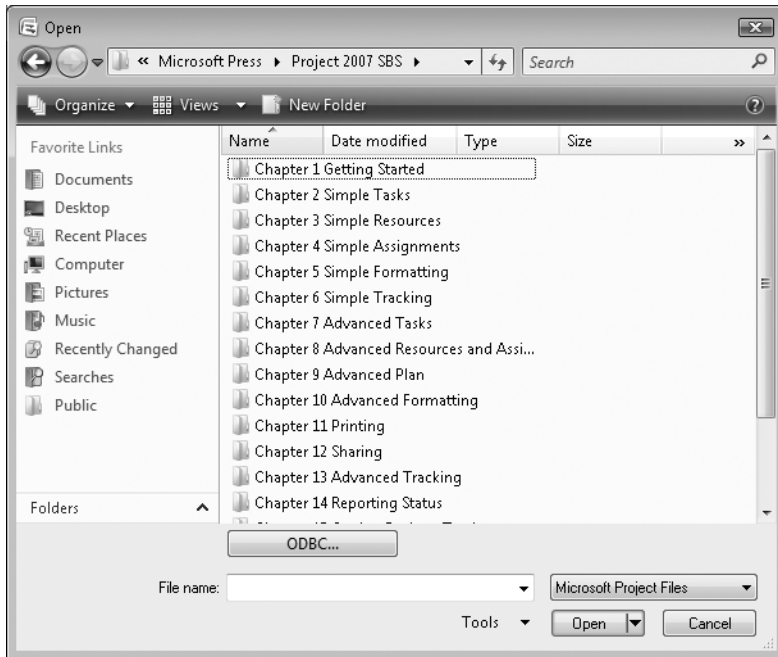 Open
« Microsoft Press ▸ Project 2007 SBS ▸
Search
Organize Views New Folder
Favorite Links
Documents
Desktop
Recent Places
Computer
Pictures
Music
Recently Changed
Searches
Public
Folders
Name Date modified Type Size »
Chapter 1 Getting Started
Chapter 2 Simple Tasks
Chapter 3 Simple Resources
Chapter 4 Simple Assignments
Chapter 5 Simple Formatting
Chapter 6 Simple Tracking
Chapter 7 Advanced Tasks
Chapter 8 Advanced Resources and Assi...
Chapter 9 Advanced Plan
Chapter 10 Advanced Formatting
Chapter 11 Printing
Chapter 12 Sharing
Chapter 13 Advanced Tracking
Chapter 14 Reporting Status
ODBC...
File name: Microsoft Project Files
Tools Open Cancel